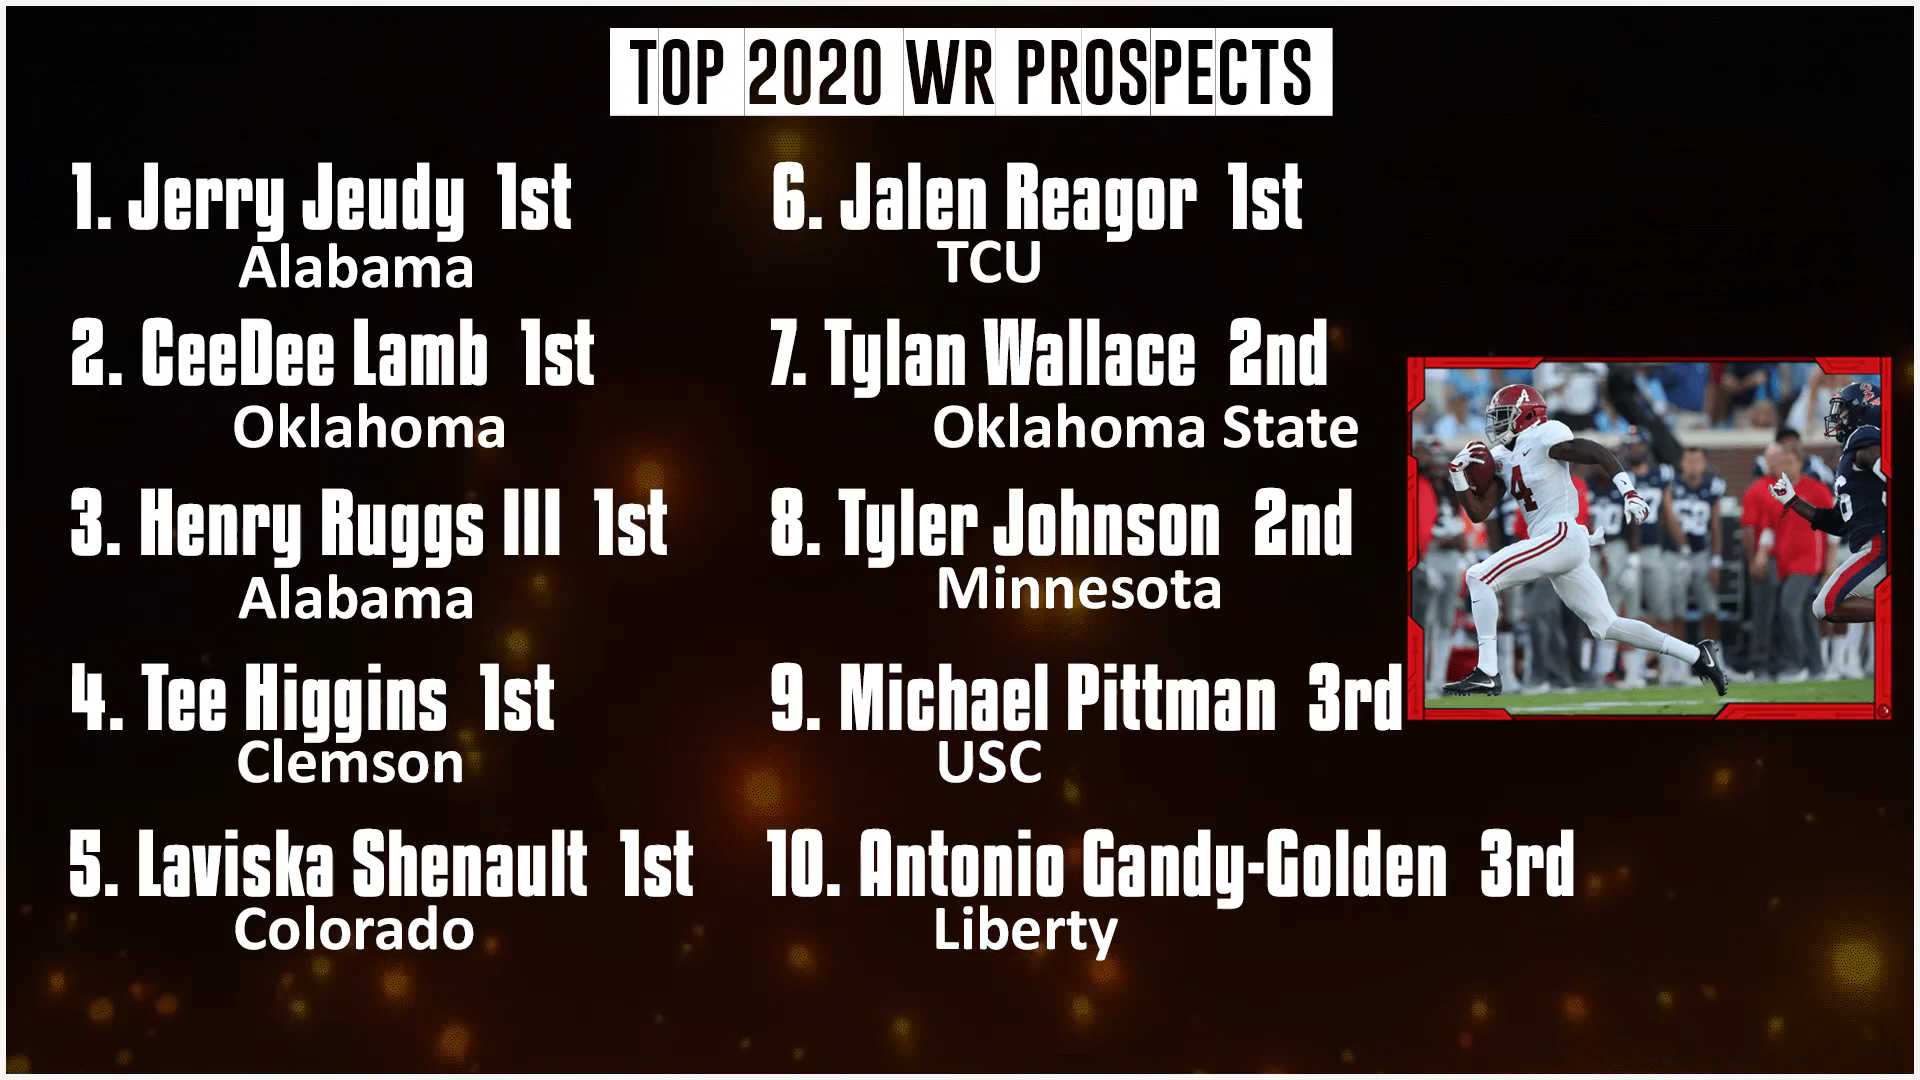 TOP 2020 WR PROSPECTS
1. Jerry Jeudy 1st
Alabama
2. CeeDee Lamb 1st
Oklahoma
3. Henry Ruggs III 1st
Alabama
4. Tee Higgins 1st
Clemson
5. Laviska Shenault 1st
Colorado
6. Jalen Reagor 1st
TCU
7. Tylan Wallace 2nd
Oklahoma State
8. Tyler Johnson 2nd
Minnesota
9. Michael Pittman 3rd
USC
10. Antonio Gandy-Golden 3rd
Liberty
A
4